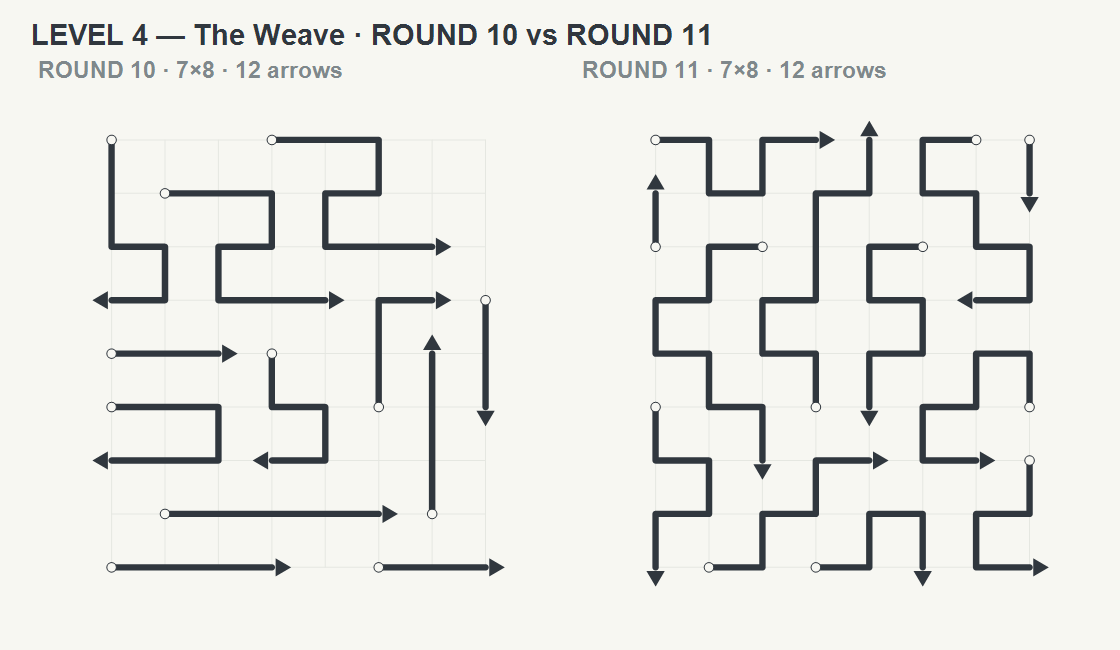 LEVEL 4 — The Weave · ROUND 10 vs ROUND 11
ROUND 10 · 7×8 · 12 arrows
ROUND 11 · 7×8 · 12 arrows